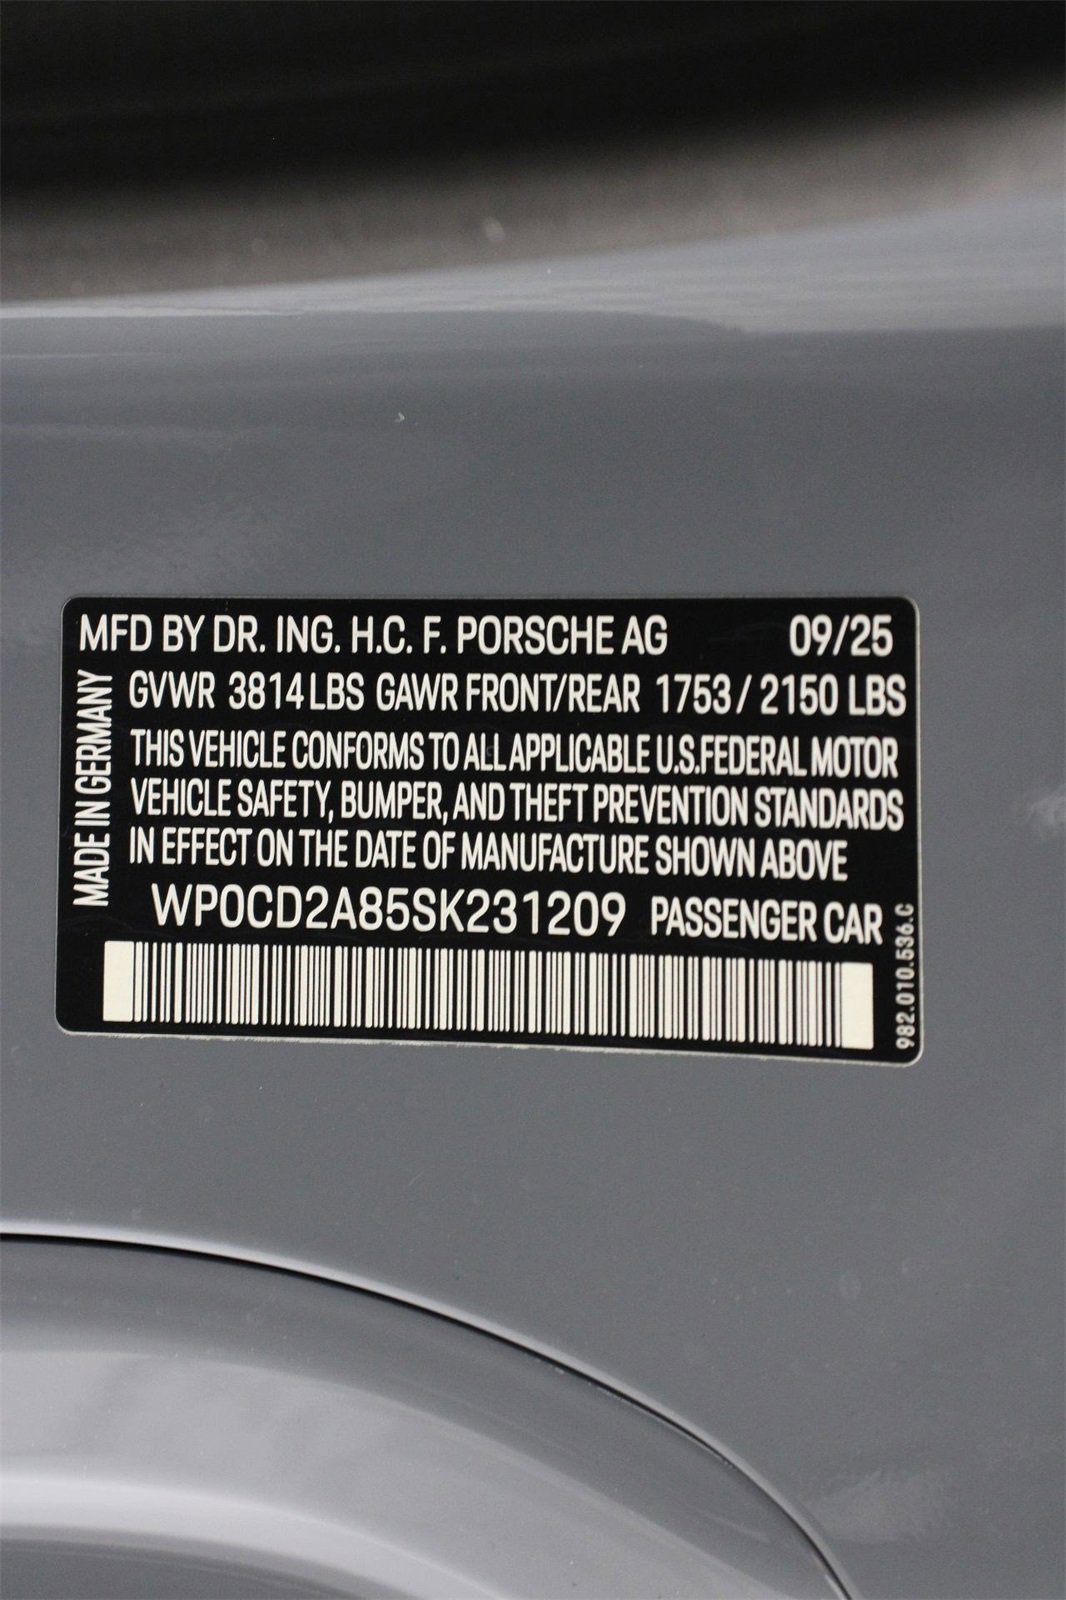 MFD BY DR. ING. H.C. F. PORSCHE AG 09/25
MADE IN GERMANY
GVWR 3814 LBS GAWR FRONT/REAR 1753 / 2150 LBS
THIS VEHICLE CONFORMS TO ALL APPLICABLE U.S.FEDERAL MOTOR
VEHICLE SAFETY, BUMPER, AND THEFT PREVENTION STANDARDS
IN EFFECT ON THE DATE OF MANUFACTURE SHOWN ABOVE
WP0CD2A85SK231209 PASSENGER CAR
982.010.536.C